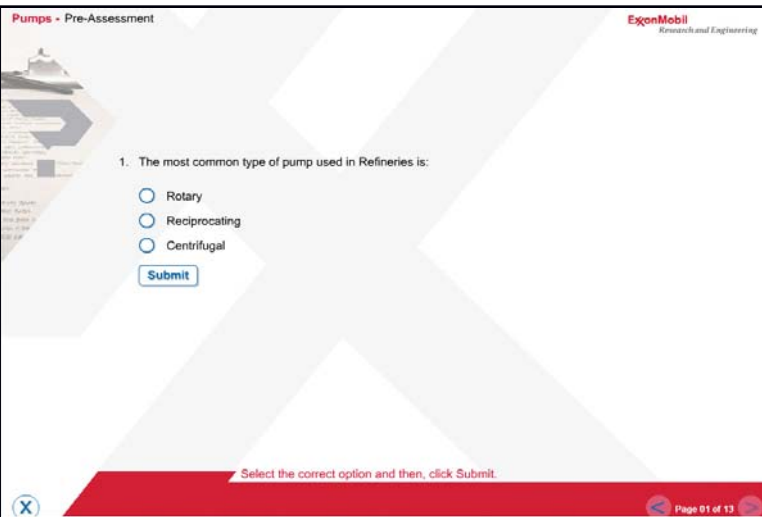 Pumps - Pre-Assessment
ExxonMobil
Research and Engineering
1. The most common type of pump used in Refineries is:
Rotary
Reciprocating
Centrifugal
Submit
Select the correct option and then, click Submit.
X
< Page 01 of 13 >